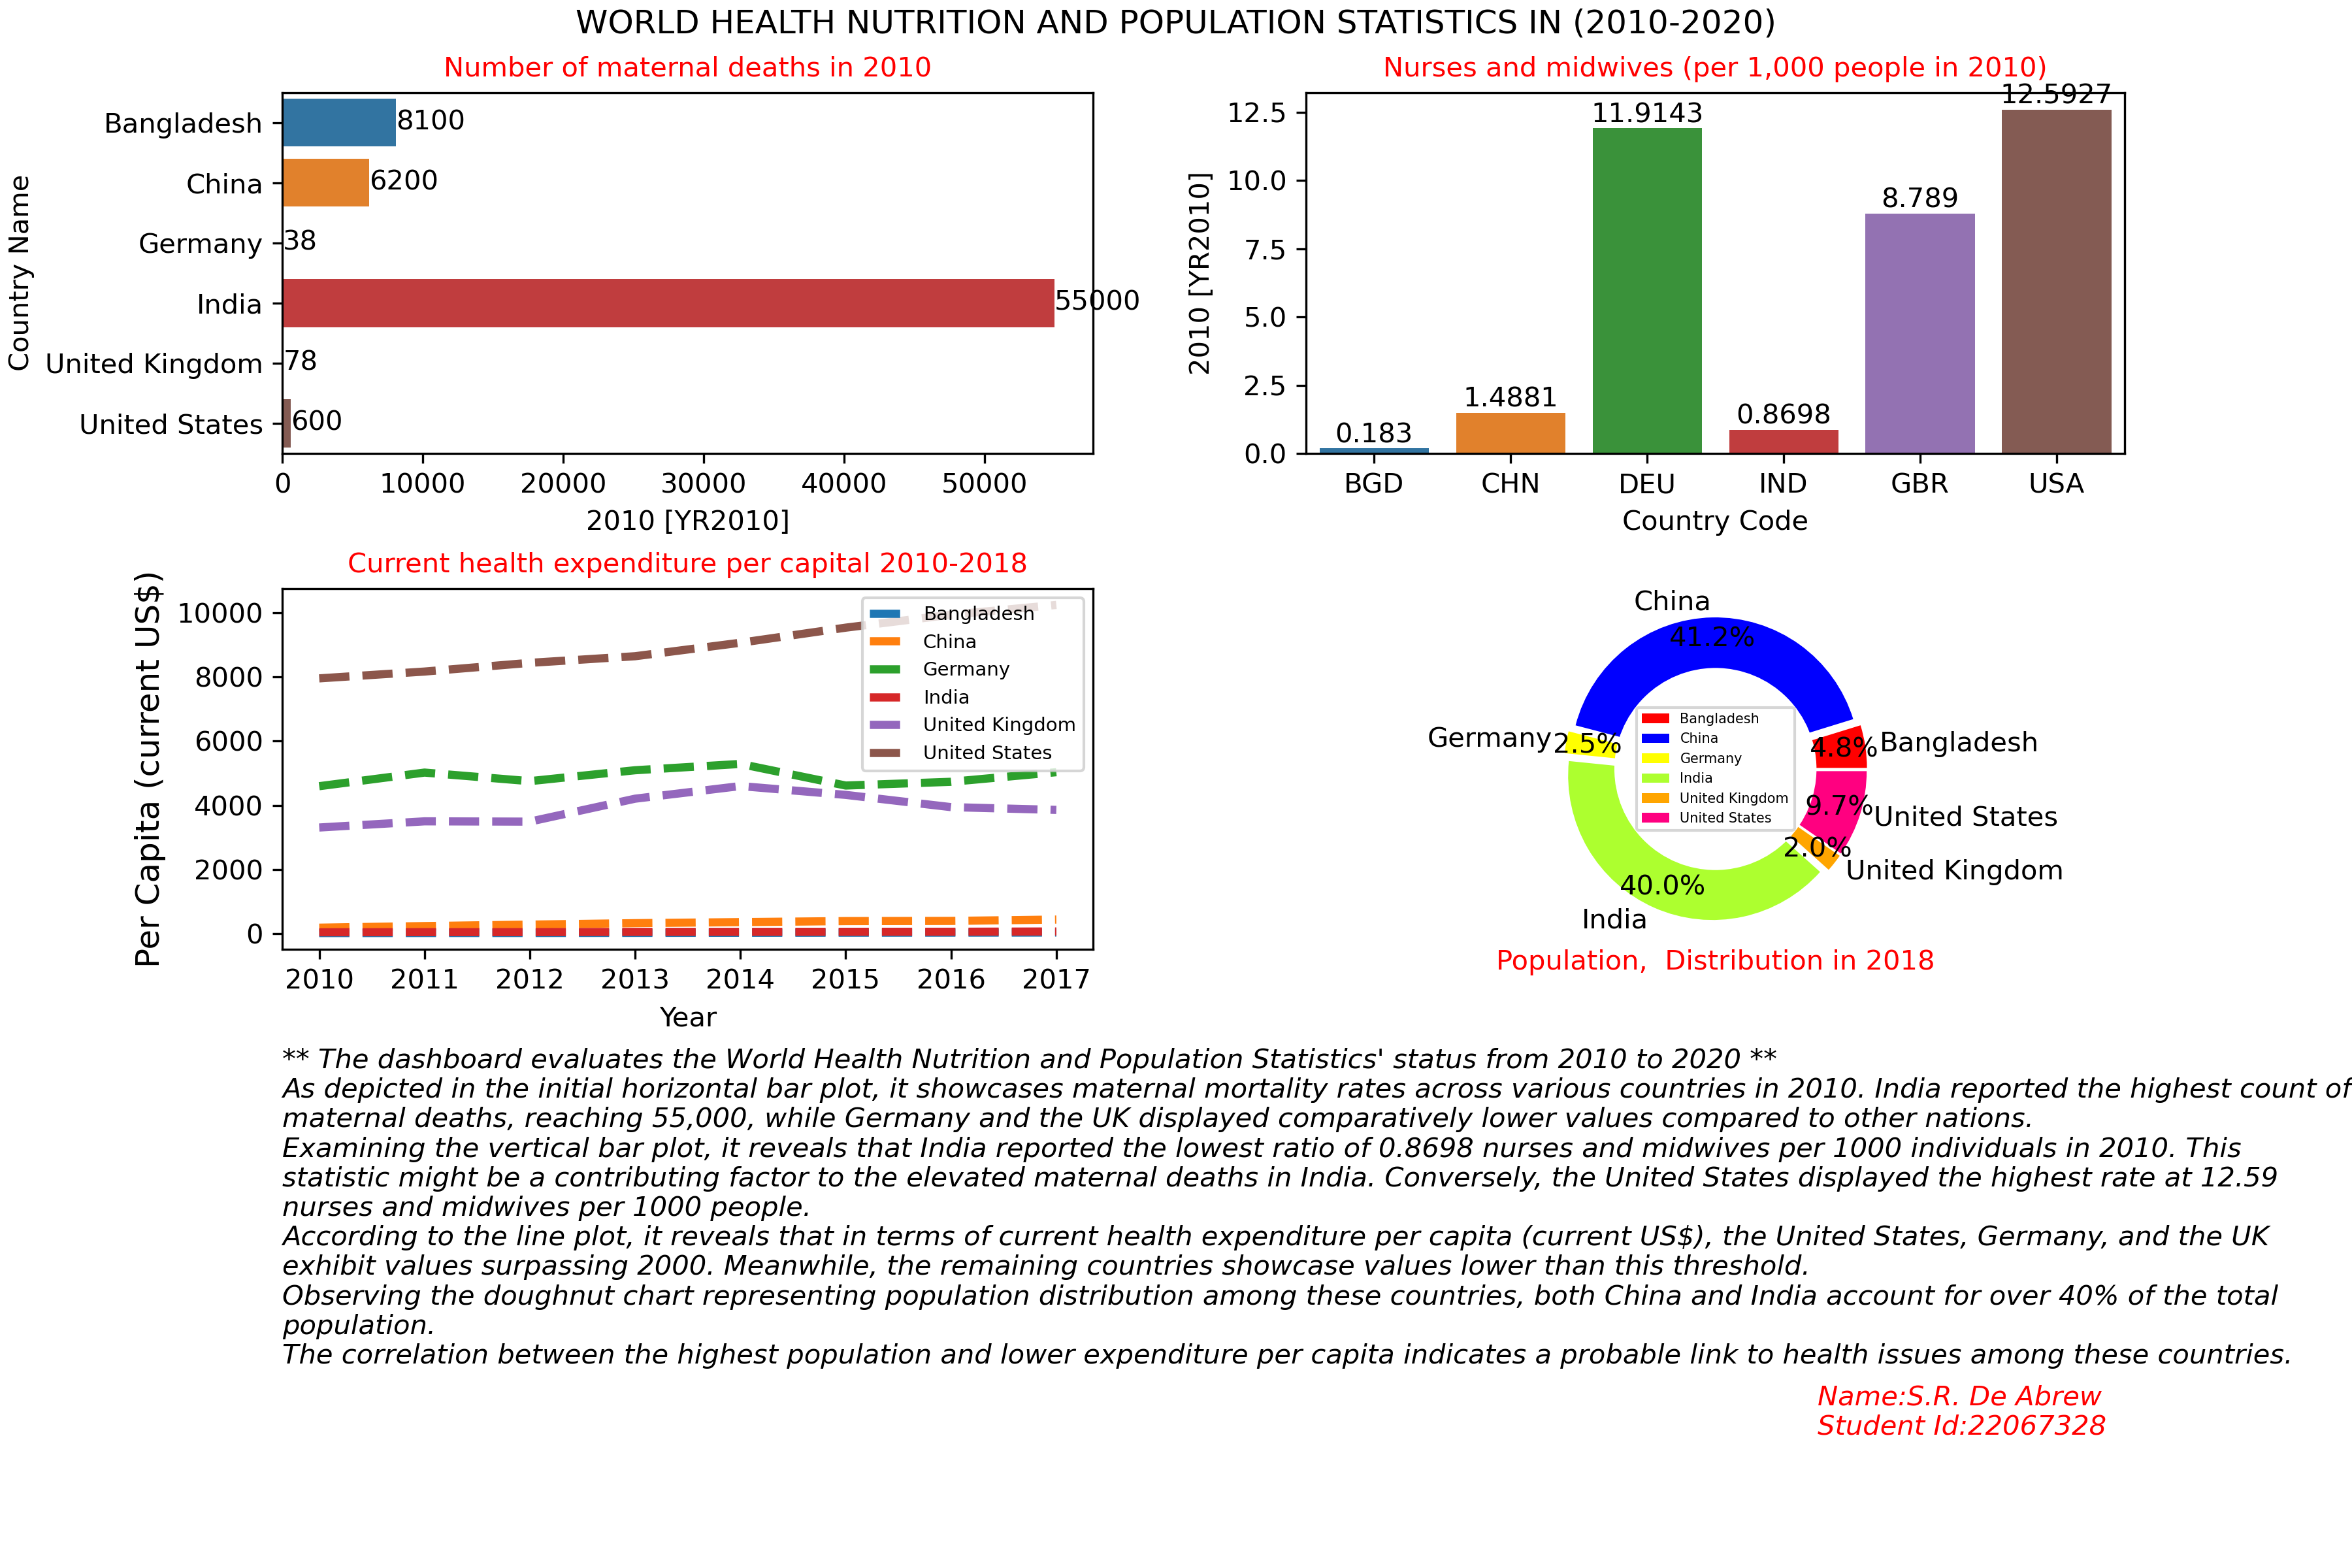 WORLD HEALTH NUTRITION AND POPULATION STATISTICS IN (2010-2020)
Number of maternal deaths in 2010
Country Name
Bangladesh
8100
China
6200
Germany
38
India
55000
United Kingdom
78
United States
600
0 10000 20000 30000 40000 50000
2010 [YR2010]
Nurses and midwives (per 1,000 people in 2010)
2010 [YR2010]
12.5
10.0
7.5
5.0
2.5
0.0
0.183
1.4881
11.9143
0.8698
8.789
12.5927
BGD CHN DEU IND GBR USA
Country Code
Current health expenditure per capital 2010-2018
Per Capita (current US$)
10000
8000
6000
4000
2000
0
Bangladesh
China
Germany
India
United Kingdom
United States
2010 2011 2012 2013 2014 2015 2016 2017
Year
China
41.2%
Germany
2.5%
4.8%
Bangladesh
Bangladesh
China
Germany
India
United Kingdom
United States
9.7%
United States
2.0%
United Kingdom
40.0%
India
Population,  Distribution in 2018
** The dashboard evaluates the World Health Nutrition and Population Statistics' status from 2010 to 2020 **
As depicted in the initial horizontal bar plot, it showcases maternal mortality rates across various countries in 2010. India reported the highest count of
maternal deaths, reaching 55,000, while Germany and the UK displayed comparatively lower values compared to other nations.
Examining the vertical bar plot, it reveals that India reported the lowest ratio of 0.8698 nurses and midwives per 1000 individuals in 2010. This
statistic might be a contributing factor to the elevated maternal deaths in India. Conversely, the United States displayed the highest rate at 12.59
nurses and midwives per 1000 people.
According to the line plot, it reveals that in terms of current health expenditure per capita (current US$), the United States, Germany, and the UK
exhibit values surpassing 2000. Meanwhile, the remaining countries showcase values lower than this threshold.
Observing the doughnut chart representing population distribution among these countries, both China and India account for over 40% of the total
population.
The correlation between the highest population and lower expenditure per capita indicates a probable link to health issues among these countries.
Name:S.R. De Abrew
Student Id:22067328